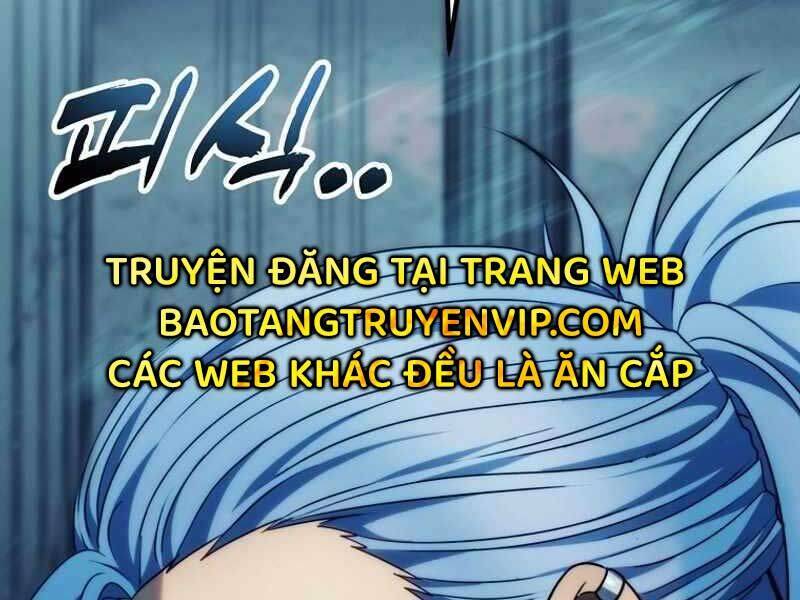 피식..
TRUYỆN ĐĂNG TẠI TRANG WEB
BAOTANGTRUYENVIP.COM
CÁC WEB KHÁC ĐỀU LÀ ĂN CẮP